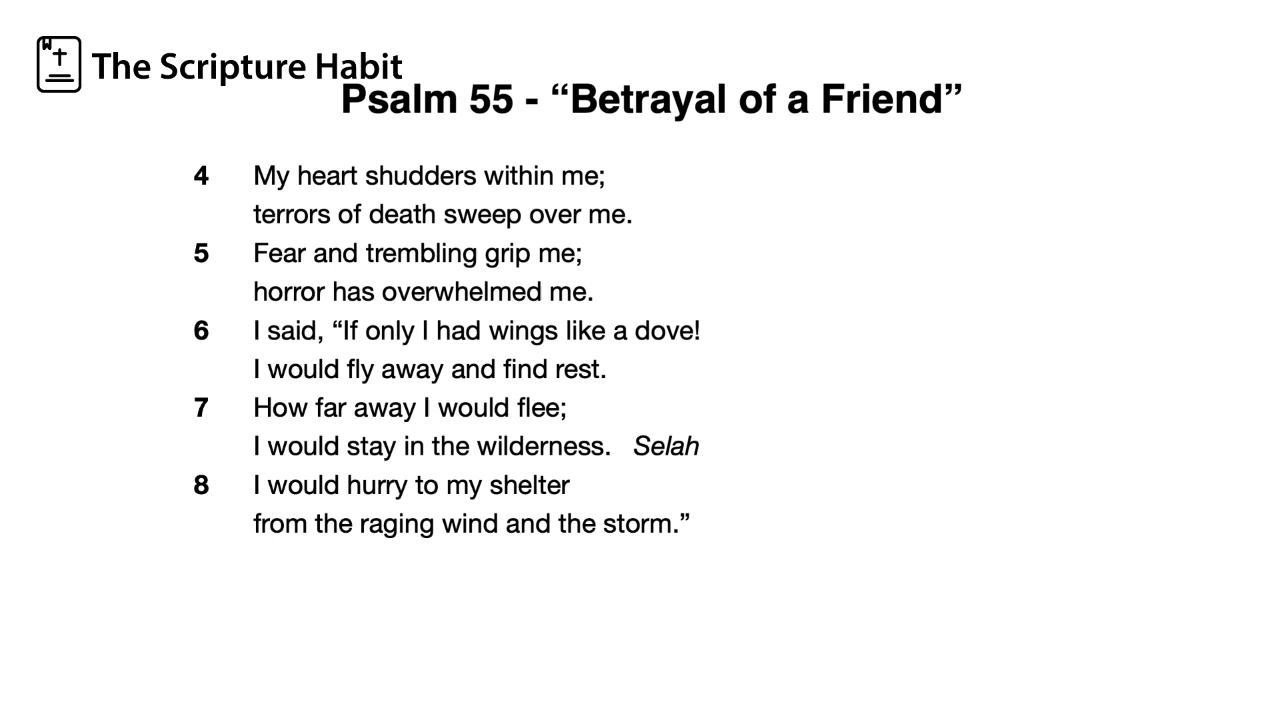 The Scripture Habit
Psalm 55 - “Betrayal of a Friend”
4 My heart shudders within me;
terrors of death sweep over me.
5 Fear and trembling grip me;
horror has overwhelmed me.
6 I said, “If only I had wings like a dove!
I would fly away and find rest.
7 How far away I would flee;
I would stay in the wilderness. Selah
8 I would hurry to my shelter
from the raging wind and the storm.”